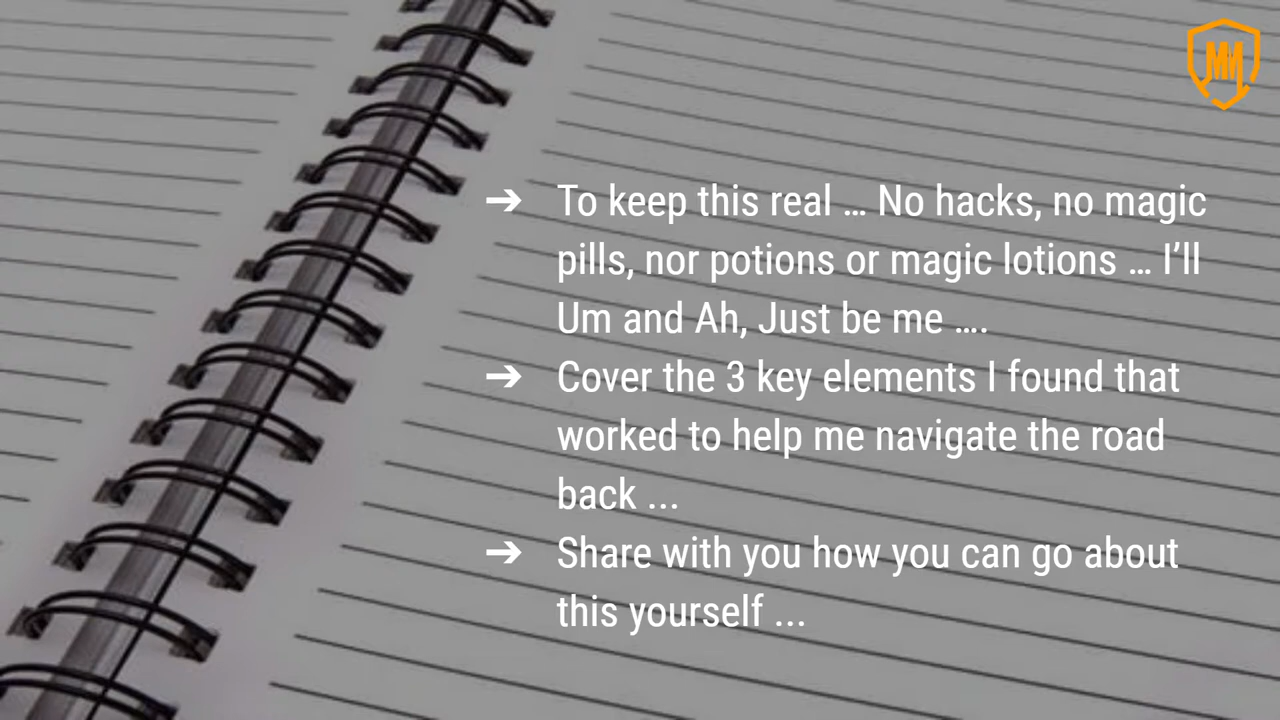 MM
➔ To keep this real … No hacks, no magic
pills, nor potions or magic lotions … I’ll
Um and Ah, Just be me ….
➔ Cover the 3 key elements I found that
worked to help me navigate the road
back ...
➔ Share with you how you can go about
this yourself ...